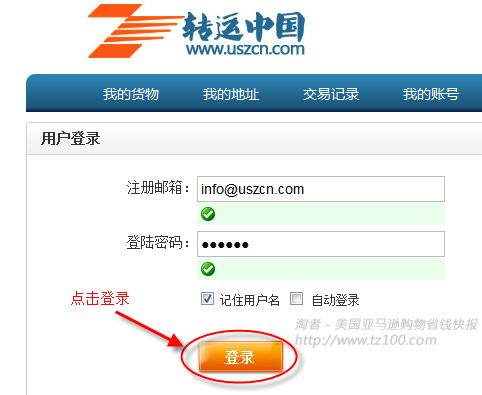 转运中国
www.uszcn.com
我的货物 我的地址 交易记录 我的账号
用户登录
注册邮箱： info@uszcn.com
登陆密码： ●●●●●●
点击登录
记住用户名 自动登录
淘者 - 美国亚马逊购物省钱快报
http://www.tz100.com
登录